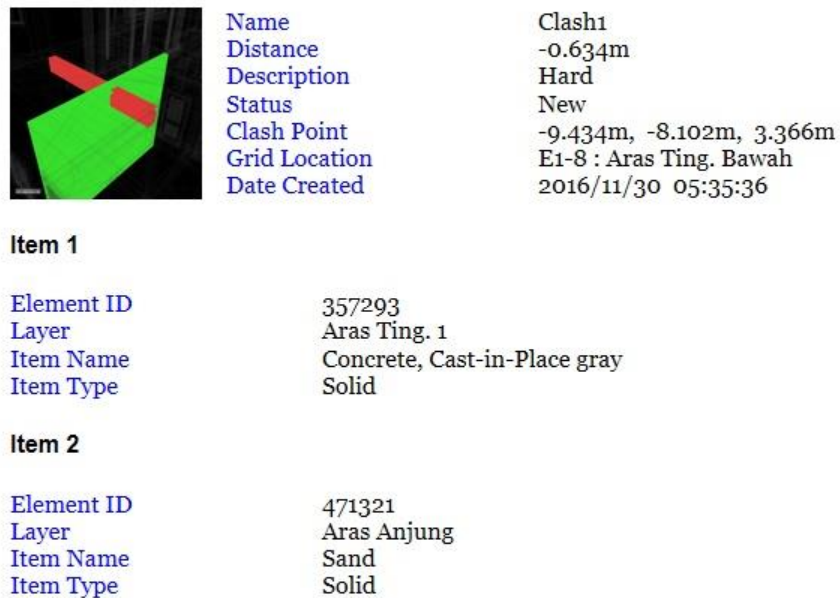 Name Clash1
Distance -0.634m
Description Hard
Status New
Clash Point -9.434m, -8.102m, 3.366m
Grid Location E1-8 : Aras Ting. Bawah
Date Created 2016/11/30 05:35:36
Item 1
Element ID 357293
Layer Aras Ting. 1
Item Name Concrete, Cast-in-Place gray
Item Type Solid
Item 2
Element ID 471321
Layer Aras Anjung
Item Name Sand
Item Type Solid